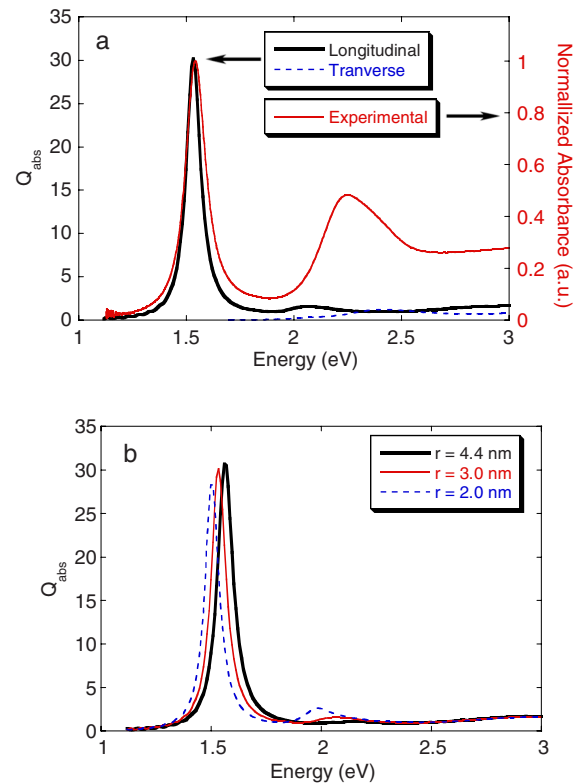 a
35
30
25
20
15
10
5
0
Q_abs
Longitudinal
Tranverse
Experimental
1
0.8
0.6
0.4
0.2
0
Normallized Absorbance (a.u.)
1
1.5
2
2.5
3
Energy (eV)
b
35
30
25
20
15
10
5
0
Q_abs
r = 4.4 nm
r = 3.0 nm
r = 2.0 nm
1
1.5
2
2.5
3
Energy (eV)